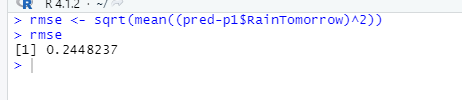 R 4.1.2 · ~/
> rmse <- sqrt(mean((pred-p1$RainTomorrow)^2))
> rmse
[1] 0.2448237
>